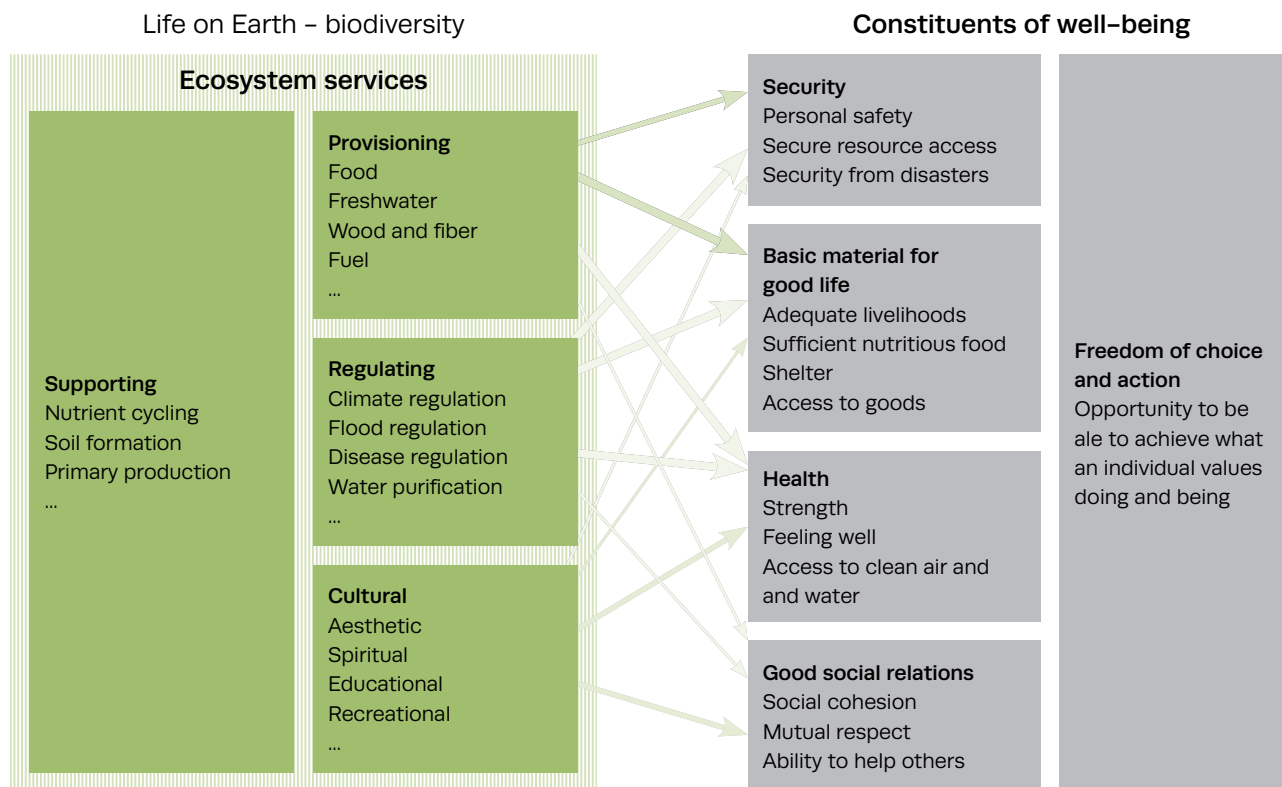 Life on Earth – biodiversity
Ecosystem services
Supporting
Nutrient cycling
Soil formation
Primary production
...
Provisioning
Food
Freshwater
Wood and fiber
Fuel
...
Regulating
Climate regulation
Flood regulation
Disease regulation
Water purification
...
Cultural
Aesthetic
Spiritual
Educational
Recreational
...
Constituents of well-being
Security
Personal safety
Secure resource access
Security from disasters
Basic material for
good life
Adequate livelihoods
Sufficient nutritious food
Shelter
Access to goods
Health
Strength
Feeling well
Access to clean air and
and water
Good social relations
Social cohesion
Mutual respect
Ability to help others
Freedom of choice
and action
Opportunity to be
ale to achieve what
an individual values
doing and being